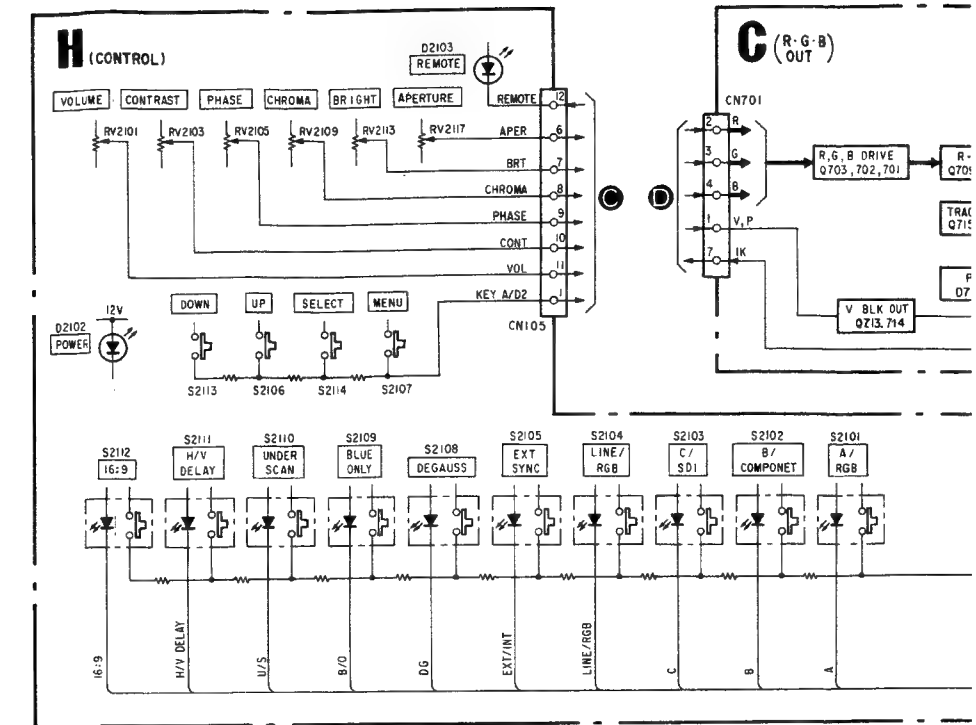 H (CONTROL)
D2103
REMOTE
VOLUME CONTRAST PHASE CHROMA BRIGHT APERTURE
RV2101 RV2103 RV2105 RV2109 RV2113 RV2117
REMOTE 12
APER 6
BRT 7
CHROMA 8
PHASE 9
CONT 10
VOL 11
KEY A/D2 1
CN105
C D
C (R·G·B)
OUT
CN701
2 R
3 G
4 B
1 V,P
7 IK
R,G,B DRIVE
Q703,702,701
R-
Q709
TRAC
Q715
P
D7
V BLK OUT
Q713.714
12V
D2102
POWER
DOWN UP SELECT MENU
S2113 S2106 S2114 S2107
S2112
16:9
S2111
H/V
DELAY
S2110
UNDER
SCAN
S2109
BLUE
ONLY
S2108
DEGAUSS
S2105
EXT
SYNC
S2104
LINE/
RGB
S2103
C/
SDI
S2102
B/
COMPONET
S2101
A/
RGB
16:9
H/V DELAY
U/S
B/O
DG
EXT/INT
LINE/RGB
C
B
A